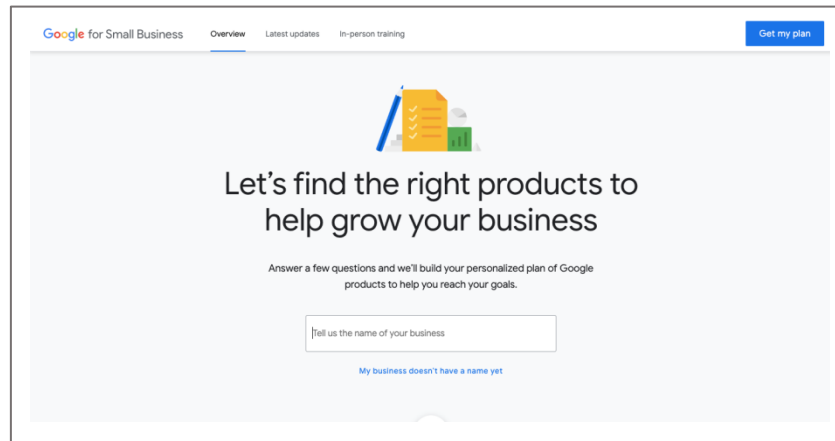 Google for Small Business Overview Latest updates In-person training Get my plan
Let's find the right products to
help grow your business
Answer a few questions and we'll build your personalized plan of Google
products to help you reach your goals.
Tell us the name of your business
My business doesn't have a name yet